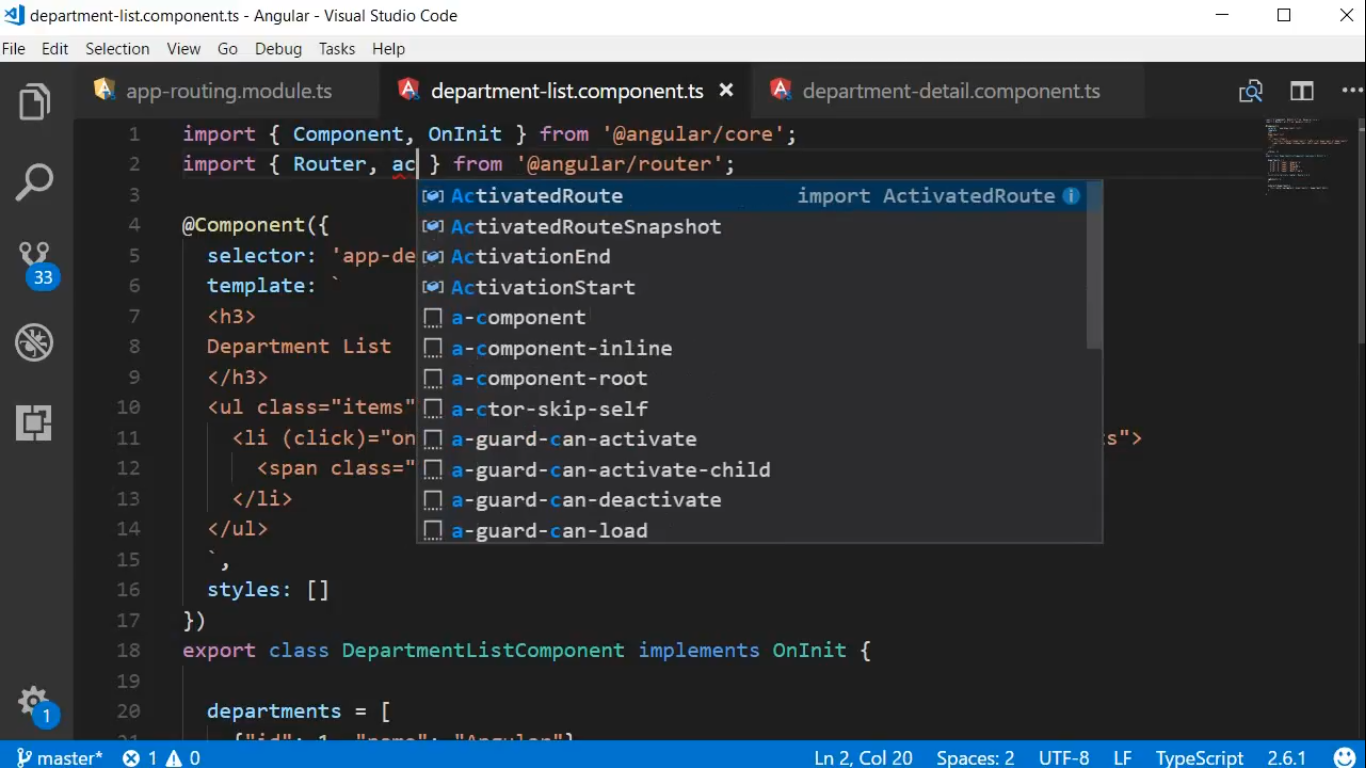 department-list.component.ts - Angular - Visual Studio Code
File Edit Selection View Go Debug Tasks Help
app-routing.module.ts department-list.component.ts × department-detail.component.ts ...
1 import { Component, OnInit } from '@angular/core';
2 import { Router, ac } from '@angular/router';
ActivatedRoute import ActivatedRoute
3
ActivatedRouteSnapshot
4 @Component({
ActivationEnd
5 selector: 'app-de
ActivationStart
6 template: `
a-component
7 <h3>
a-component-inline
8 Department List
a-component-root
9 </h3>
a-ctor-skip-self
10 <ul class="items"
a-guard-can-activate
11 <li (click)="on s">
a-guard-can-activate-child
12 <span class="
a-guard-can-deactivate
13 </li>
a-guard-can-load
14 </ul>
15 `,
16 styles: []
17 })
18 export class DepartmentListComponent implements OnInit {
19
20 departments = [
21 {"id": 1, "name": "Angular"},
33
1
master* 1 0 Ln 2, Col 20 Spaces: 2 UTF-8 LF TypeScript 2.6.1